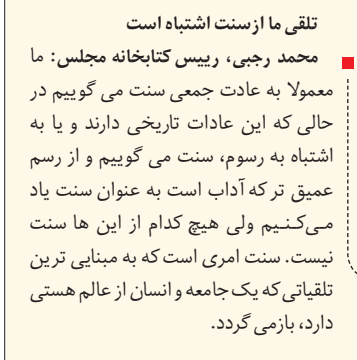 تلقی ما از سنت اشتباه است
محمد رجبی، رییس کتابخانه مجلس: ما
معمولا به عادت جمعی سنت می گوییم در
حالی که این عادات تاریخی دارند و یا به
اشتباه به رسوم، سنت می گوییم و از رسم
عمیق تر که آداب است به عنوان سنت یاد
می‌کنیم ولی هیچ کدام از این ها سنت
نیست. سنت امری است که به مبنایی ترین
تلقیاتی که یک جامعه و انسان از عالم هستی
دارد، بازمی گردد.